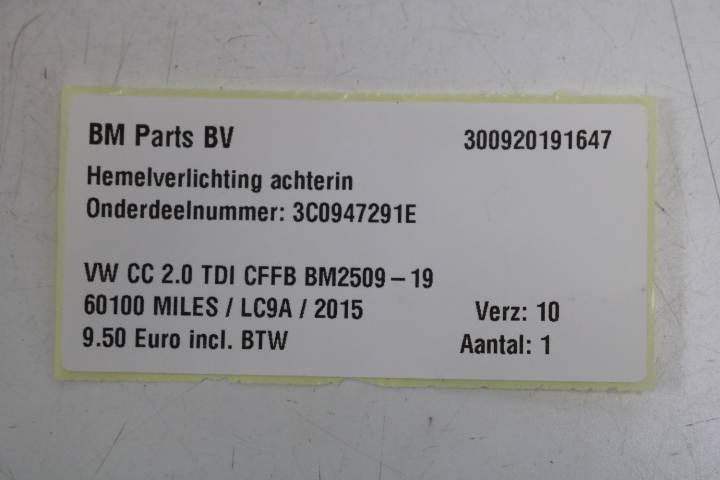 BM Parts BV 300920191647
Hemelverlichting achterin
Onderdeelnummer: 3C0947291E
VW CC 2.0 TDI CFFB BM2509 – 19
60100 MILES / LC9A / 2015 Verz: 10
9.50 Euro incl. BTW Aantal: 1